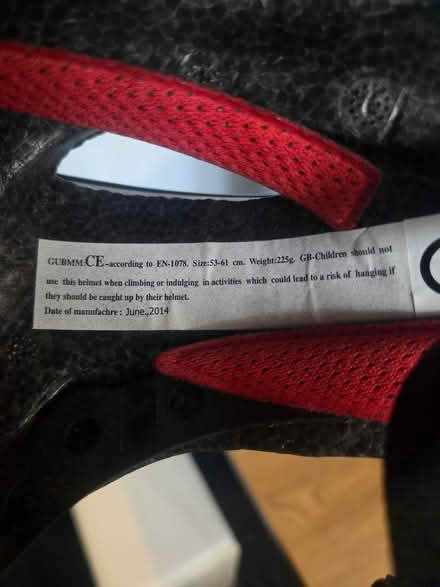 GUBMM:CE-according to EN-1078. Size:53-61 cm. Weight:225g. GB-Children should not
use this helmet when climbing or indulging in activities which could lead to a risk of hanging if
they should be caught up by their helmet.
Date of manufachre : June.,2014